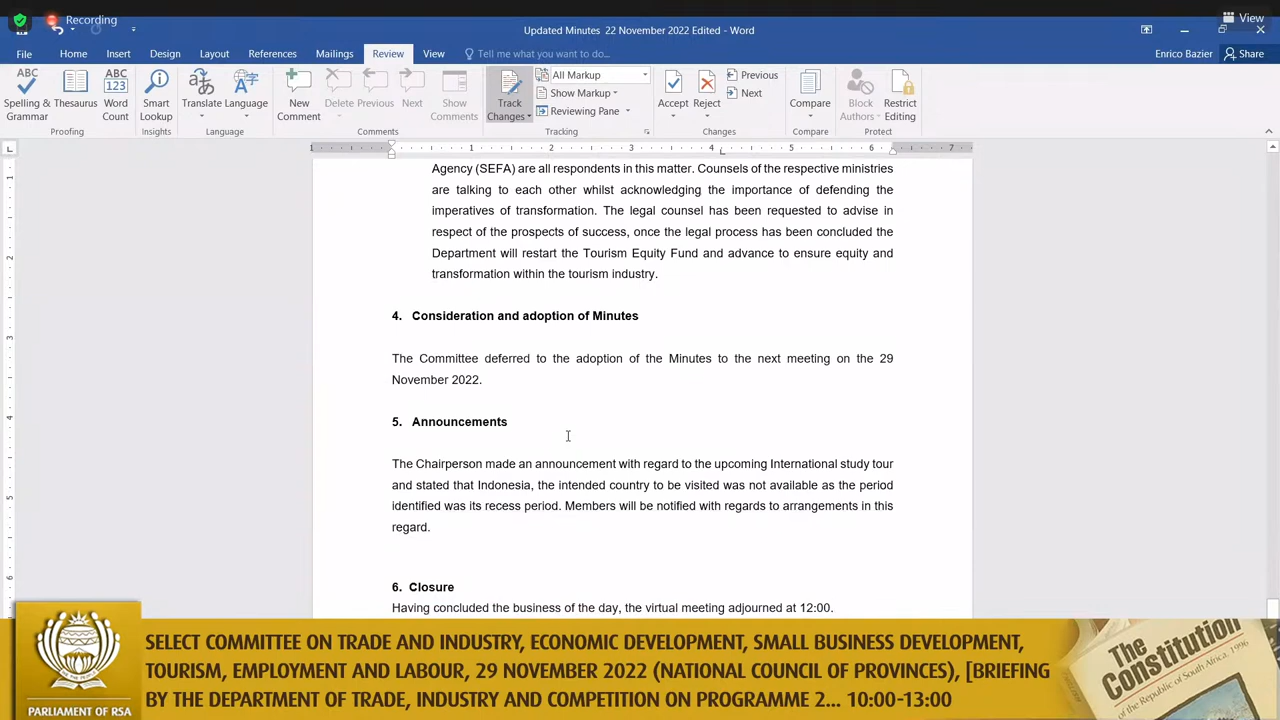 Recording
View
Updated Minutes 22 November 2022 Edited - Word
File Home Insert Design Layout References Mailings Review View Tell me what you want to do... Enrico Bazier Share
Spelling & Grammar
Thesaurus
Word Count
Smart Lookup
Translate
Language
New Comment
Delete
Previous
Next
Show Comments
Track Changes
All Markup
Show Markup
Reviewing Pane
Accept
Reject
Previous
Next
Compare
Block Authors
Restrict Editing
Proofing Insights Language Comments Tracking Changes Compare Protect
Agency (SEFA) are all respondents in this matter. Counsels of the respective ministries
are talking to each other whilst acknowledging the importance of defending the
imperatives of transformation. The legal counsel has been requested to advise in
respect of the prospects of success, once the legal process has been concluded the
Department will restart the Tourism Equity Fund and advance to ensure equity and
transformation within the tourism industry.
4. Consideration and adoption of Minutes
The Committee deferred to the adoption of the Minutes to the next meeting on the 29
November 2022.
5. Announcements
The Chairperson made an announcement with regard to the upcoming International study tour
and stated that Indonesia, the intended country to be visited was not available as the period
identified was its recess period. Members will be notified with regards to arrangements in this
regard.
6. Closure
Having concluded the business of the day, the virtual meeting adjourned at 12:00.
SELECT COMMITTEE ON TRADE AND INDUSTRY, ECONOMIC DEVELOPMENT, SMALL BUSINESS DEVELOPMENT,
TOURISM, EMPLOYMENT AND LABOUR, 29 NOVEMBER 2022 (NATIONAL COUNCIL OF PROVINCES), [BRIEFING
BY THE DEPARTMENT OF TRADE, INDUSTRY AND COMPETITION ON PROGRAMME 2... 10:00-13:00
PARLIAMENT OF RSA
The
Constitution
of the Republic of South Africa, 1996